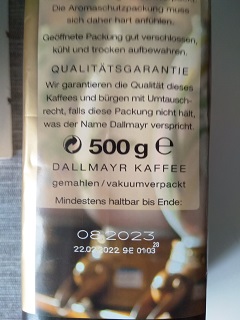 Die Aromaschutzpackung muss
sich daher hart anfühlen.
Geöffnete Packung gut verschlossen,
kühl und trocken aufbewahren.
QUALITÄTSGARANTIE
Wir garantieren die Qualität dieses
Kaffees und bürgen mit Umtausch-
recht, falls diese Packung nicht hält,
was der Name Dallmayr verspricht.
500 g ℮
DALLMAYR KAFFEE
gemahlen/vakuumverpackt
Mindestens haltbar bis Ende:
08 2023
22.02.2022 9E 0103 28